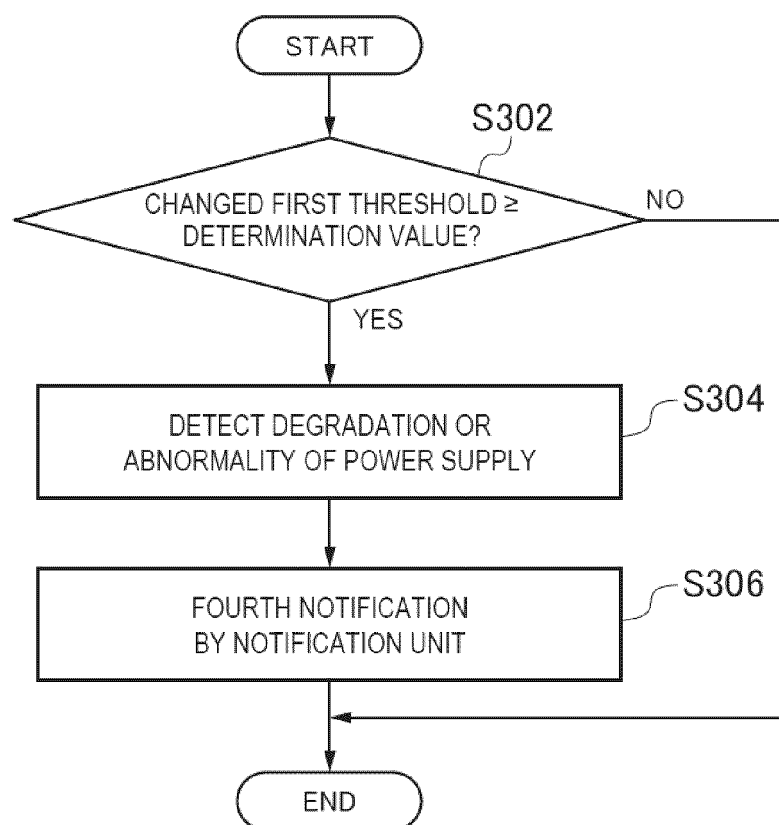 START
S302
CHANGED FIRST THRESHOLD ≥
DETERMINATION VALUE?
NO
YES
S304
DETECT DEGRADATION OR
ABNORMALITY OF POWER SUPPLY
S306
FOURTH NOTIFICATION
BY NOTIFICATION UNIT
END